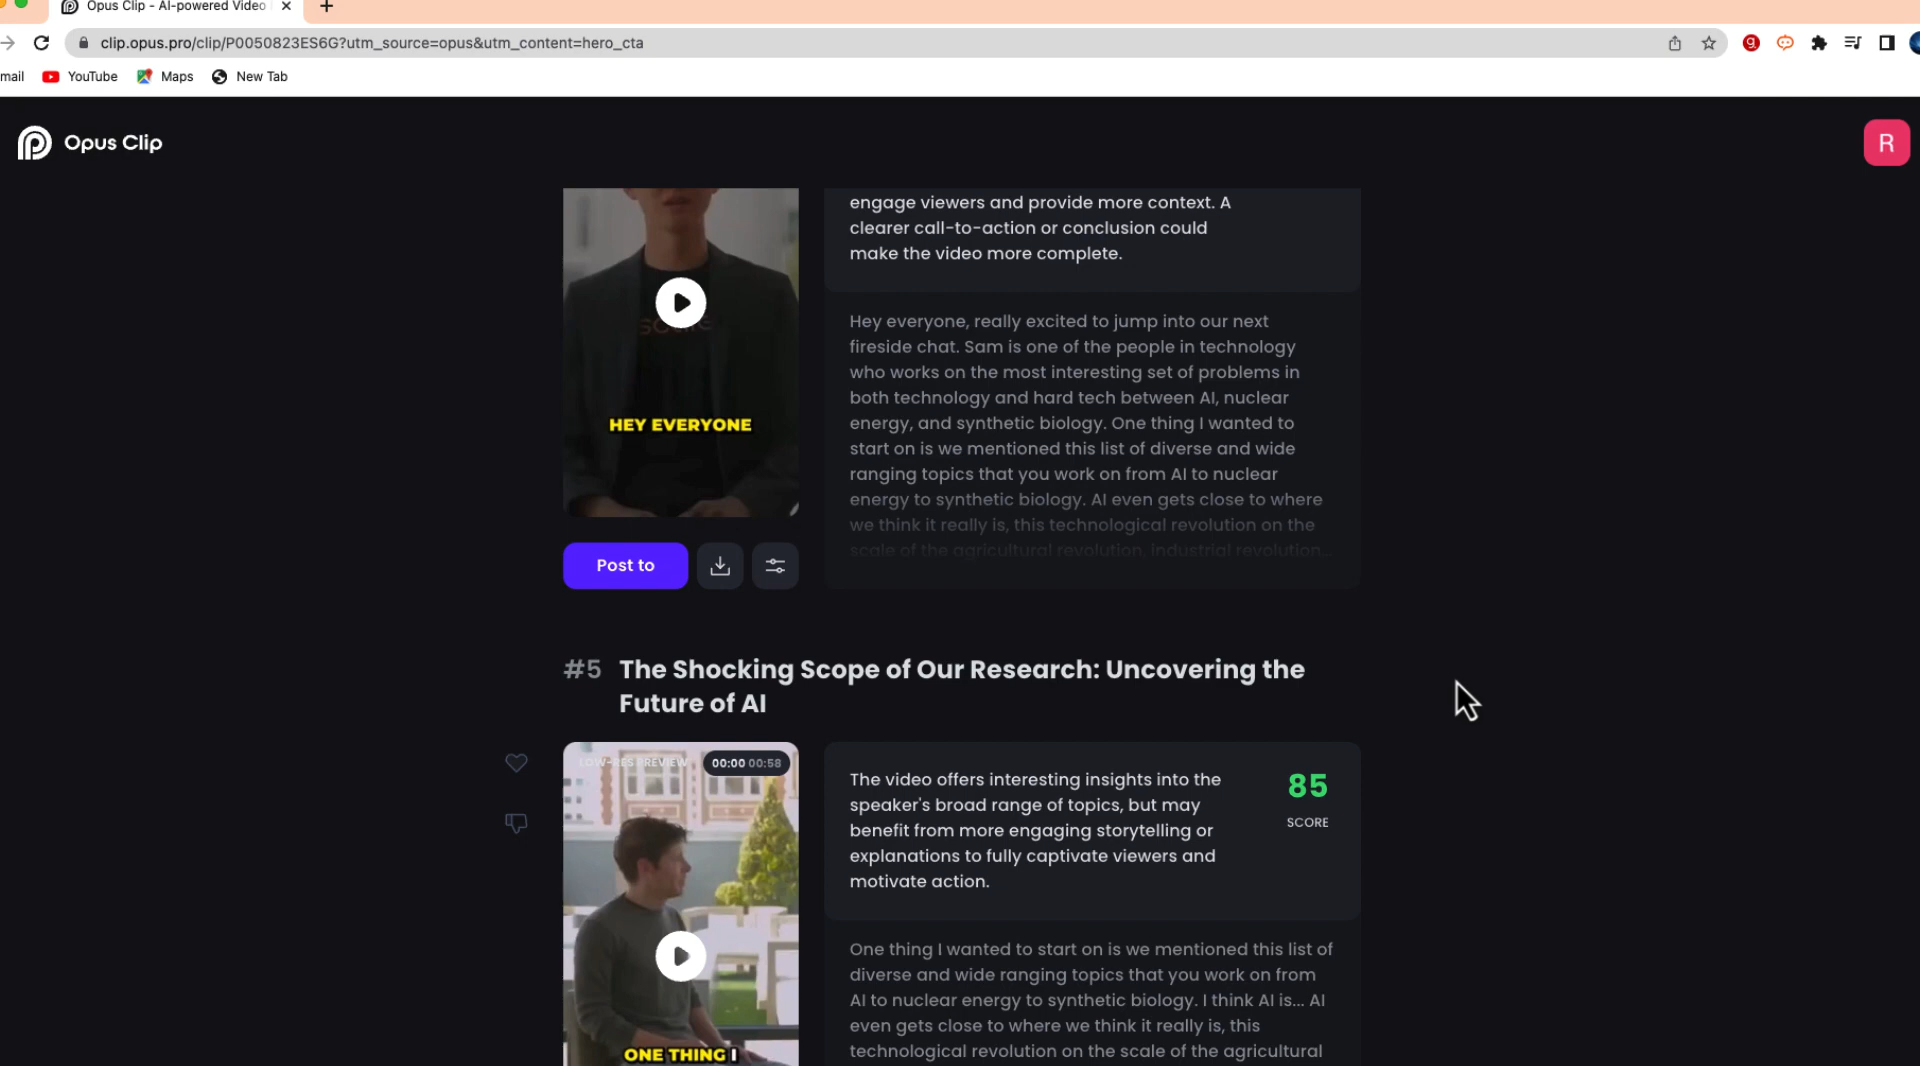 Opus Clip - AI-powered Video
clip.opus.pro/clip/P0050823ES6G?utm_source=opus&utm_content=hero_cta
mail
YouTube
Maps
New Tab
Opus Clip
R
engage viewers and provide more context. A
clearer call-to-action or conclusion could
make the video more complete.
HEY EVERYONE
Hey everyone, really excited to jump into our next
fireside chat. Sam is one of the people in technology
who works on the most interesting set of problems in
both technology and hard tech between AI, nuclear
energy, and synthetic biology. One thing I wanted to
start on is we mentioned this list of diverse and wide
ranging topics that you work on from AI to nuclear
energy to synthetic biology. AI even gets close to where
we think it really is, this technological revolution on the
scale of the agricultural revolution, industrial revolution...
Post to
#5 The Shocking Scope of Our Research: Uncovering the
Future of AI
LOW-RES PREVIEW
00:00 00:58
The video offers interesting insights into the
speaker's broad range of topics, but may
benefit from more engaging storytelling or
explanations to fully captivate viewers and
motivate action.
85
SCORE
ONE THING I
One thing I wanted to start on is we mentioned this list of
diverse and wide ranging topics that you work on from
AI to nuclear energy to synthetic biology. I think AI is... AI
even gets close to where we think it really is, this
technological revolution on the scale of the agricultural